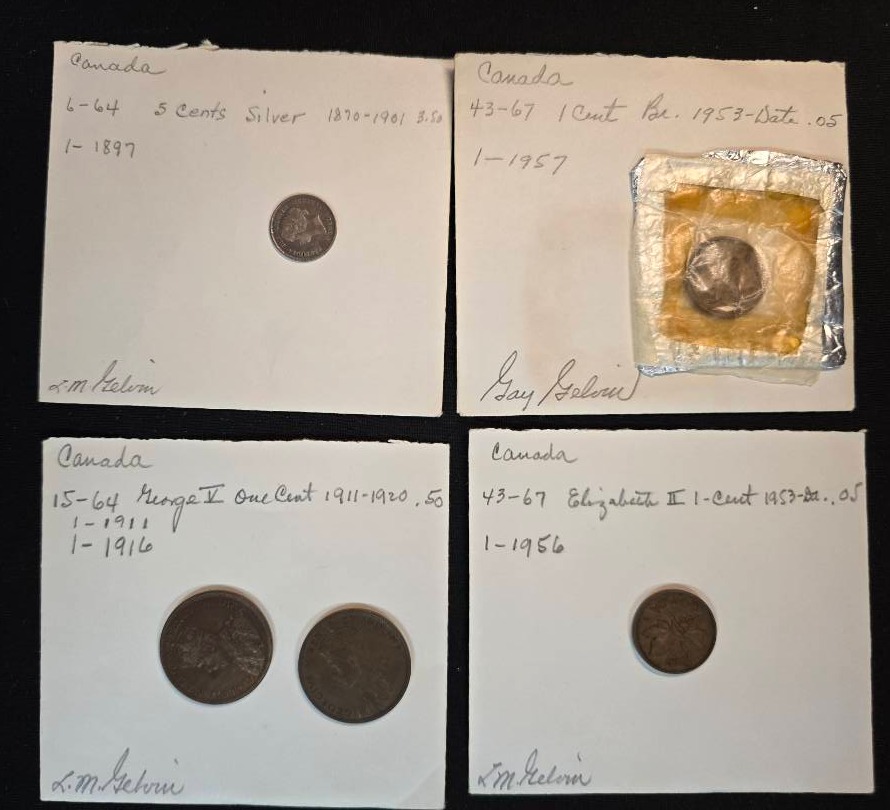 Canada
6-64 5 Cents Silver 1870-1901 3.50
1-1897
L.M. Gelvin
Canada
43-67 1 Cent Br. 1953-Date .05
1-1957
Gay Gelvin
Canada
15-64 George V One Cent 1911-1920 .50
1-1911
1-1916
L.M. Gelvin
Canada
43-67 Elizabeth II 1-Cent 1953-Da.. .05
1-1956
L.M. Gelvin